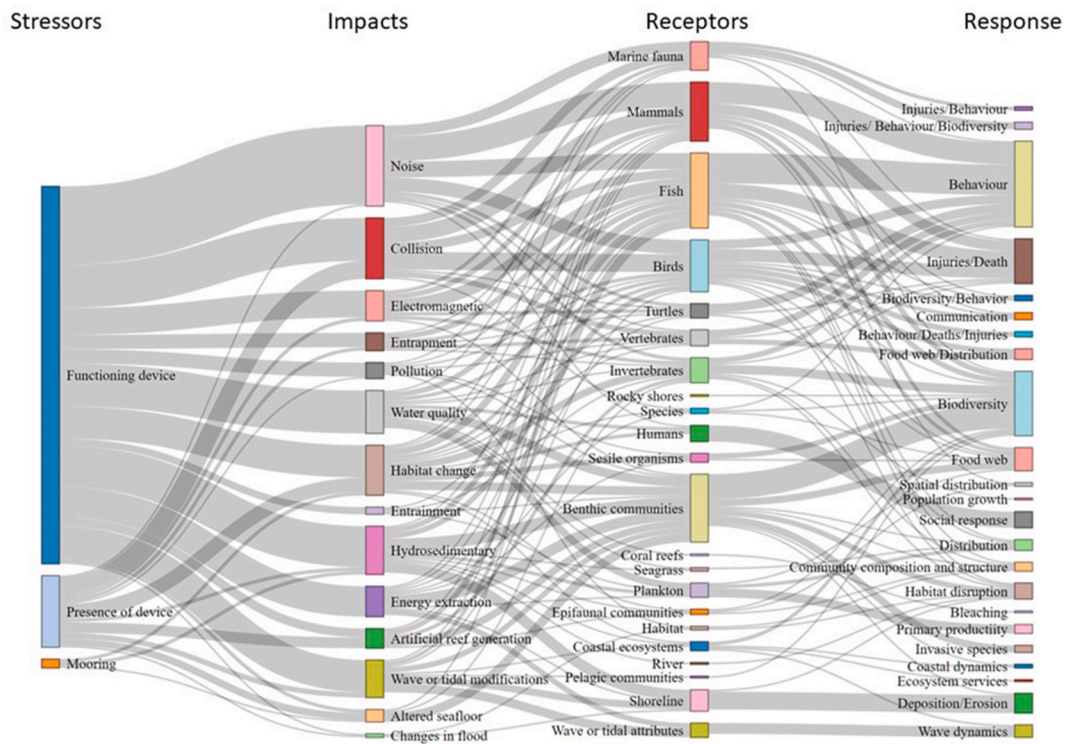 Stressors
Impacts
Receptors
Response
Functioning device
Presence of device
Mooring
Noise
Collision
Electromagnetic
Entrapment
Pollution
Water quality
Habitat change
Entrainment
Hydrosedimentary
Energy extraction
Artificial reef generation
Wave or tidal modifications
Altered seafloor
Changes in flood
Marine fauna
Mammals
Fish
Birds
Turtles
Vertebrates
Invertebrates
Rocky shores
Species
Humans
Sesile organisms
Benthic communities
Coral reefs
Seagrass
Plankton
Epifaunal communities
Habitat
Coastal ecosystems
River
Pelagic communities
Shoreline
Wave or tidal attributes
Injuries/Behaviour
Injuries/ Behaviour/Biodiversity
Behaviour
Injuries/Death
Biodiversity/Behavior
Communication
Behaviour/Deaths/Injuries
Food web/Distribution
Biodiversity
Food web
Spatial distribution
Population growth
Social response
Distribution
Community composition and structure
Habitat disruption
Bleaching
Primary productiity
Invasive species
Coastal dynamics
Ecosystem services
Deposition/Erosion
Wave dynamics